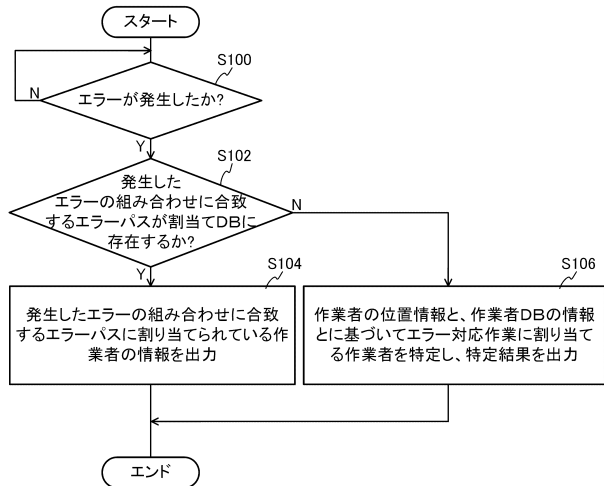 スタート
S100
エラーが発生したか?
N
Y
S102
発生した
エラーの組み合わせに合致
するエラーパスが割当てDBに
存在するか?
N
Y
S104
発生したエラーの組み合わせに合致
するエラーパスに割り当てられている作
業者の情報を出力
S106
作業者の位置情報と、作業者DBの情報
とに基づいてエラー対応作業に割り当て
る作業者を特定し、特定結果を出力
エンド